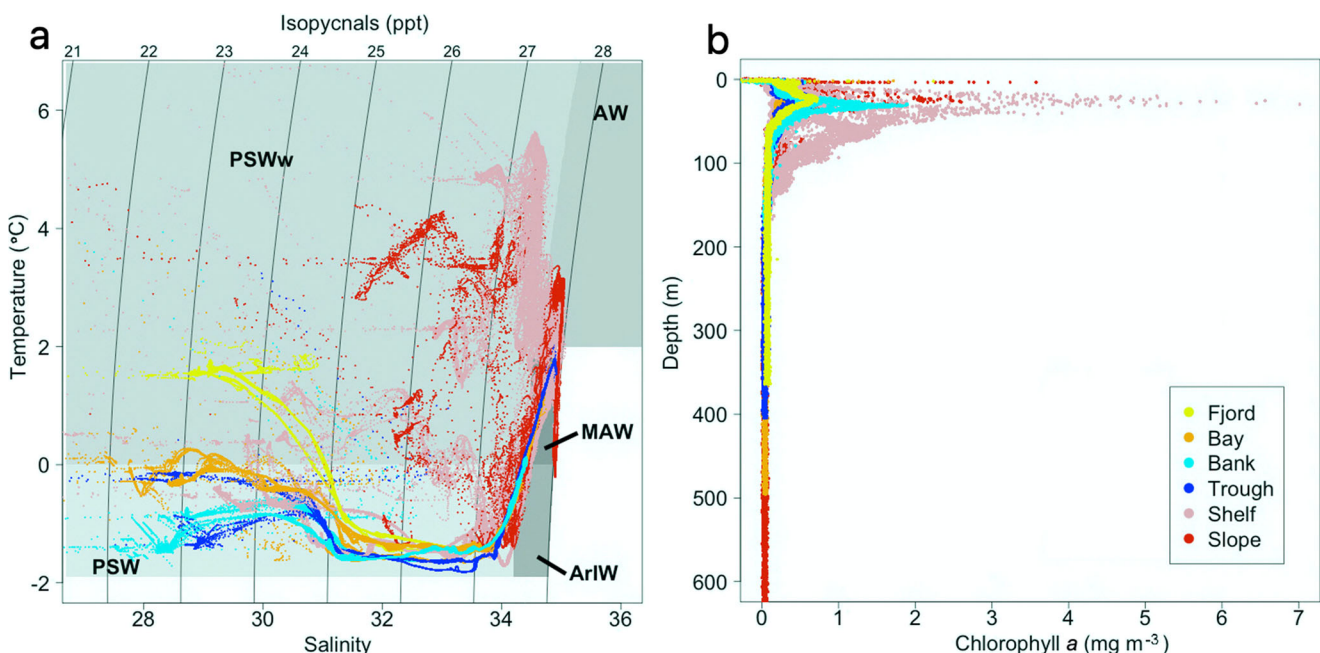 a
Isopycnals (ppt)
21 22 23 24 25 26 27 28
6
4
2
0
-2
Temperature (°C)
AW
PSWw
MAW
PSW
ArIW
28 30 32 34 36
Salinity
b
0
100
200
300
400
500
600
Depth (m)
Fjord
Bay
Bank
Trough
Shelf
Slope
0 1 2 3 4 5 6 7
Chlorophyll a (mg m-3)